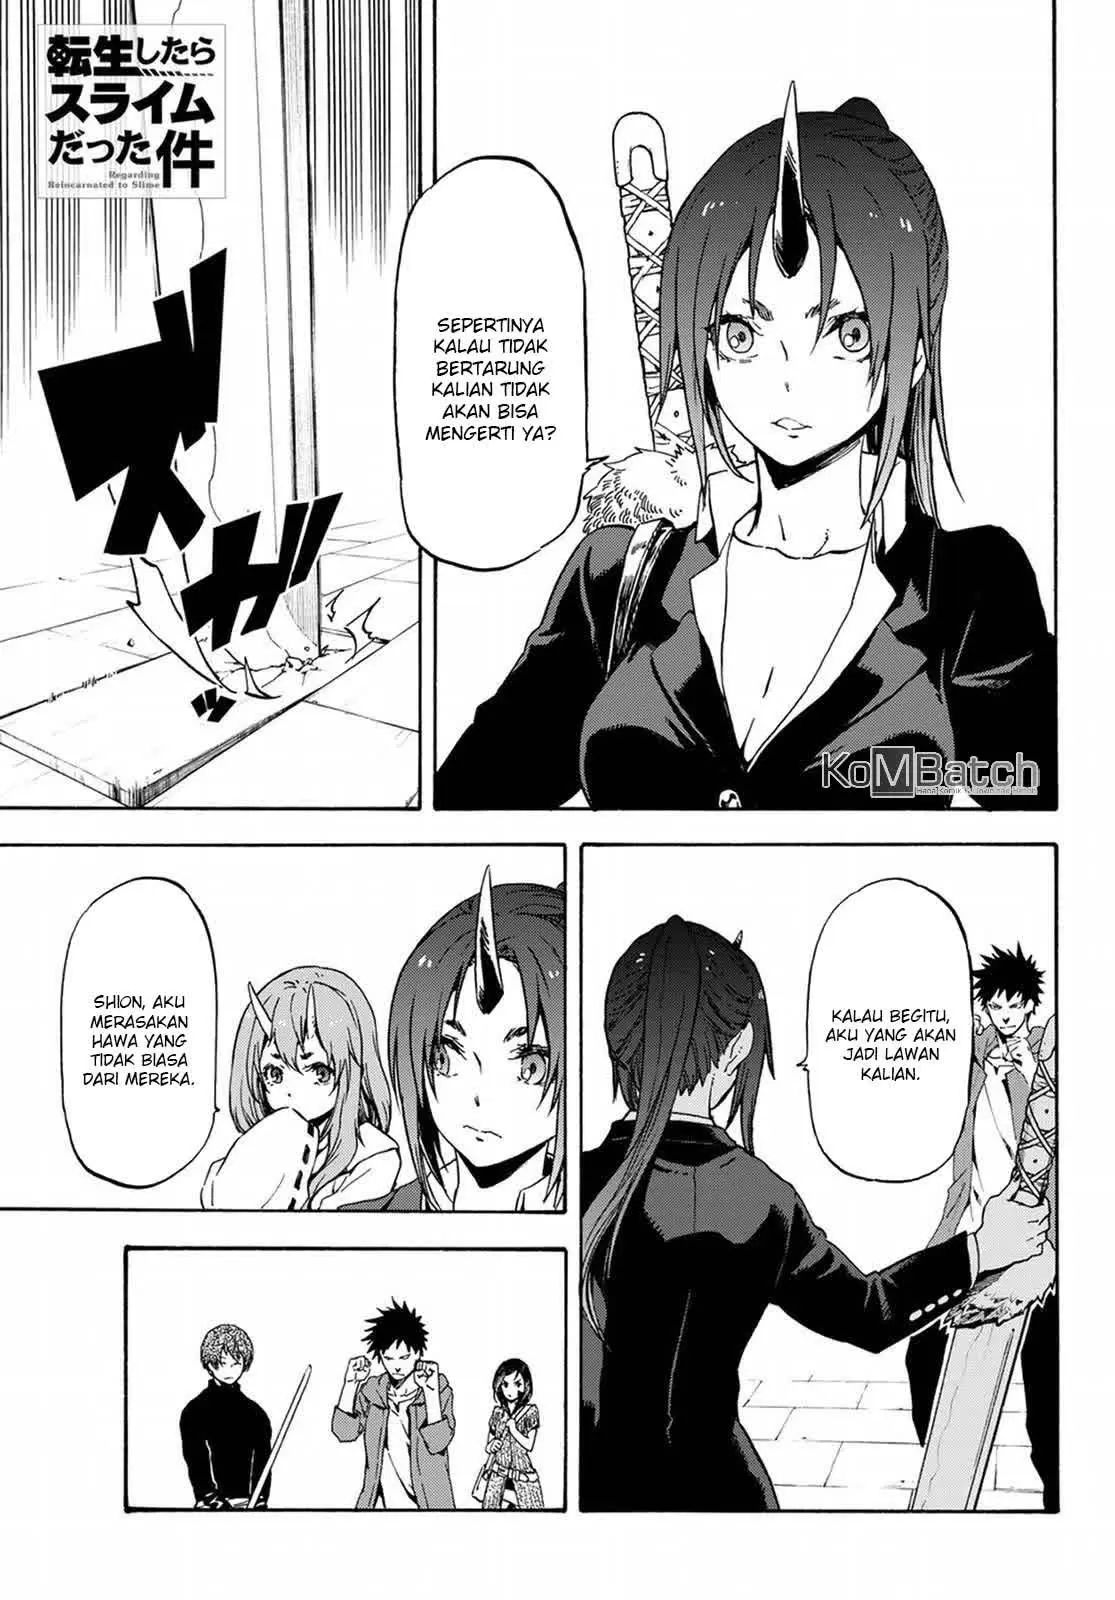 転生したら
スライム
だった件
Regarding
Reincarnated to Slime
SEPERTINYA
KALAU TIDAK
BERTARUNG
KALIAN TIDAK
AKAN BISA
MENGERTI YA?
ズガッ
KoMBatch
KALAU BEGITU,
AKU YANG AKAN
JADI LAWAN
KALIAN.
SHION, AKU
MERASAKAN
HAWA YANG
TIDAK BIASA
DARI MEREKA.